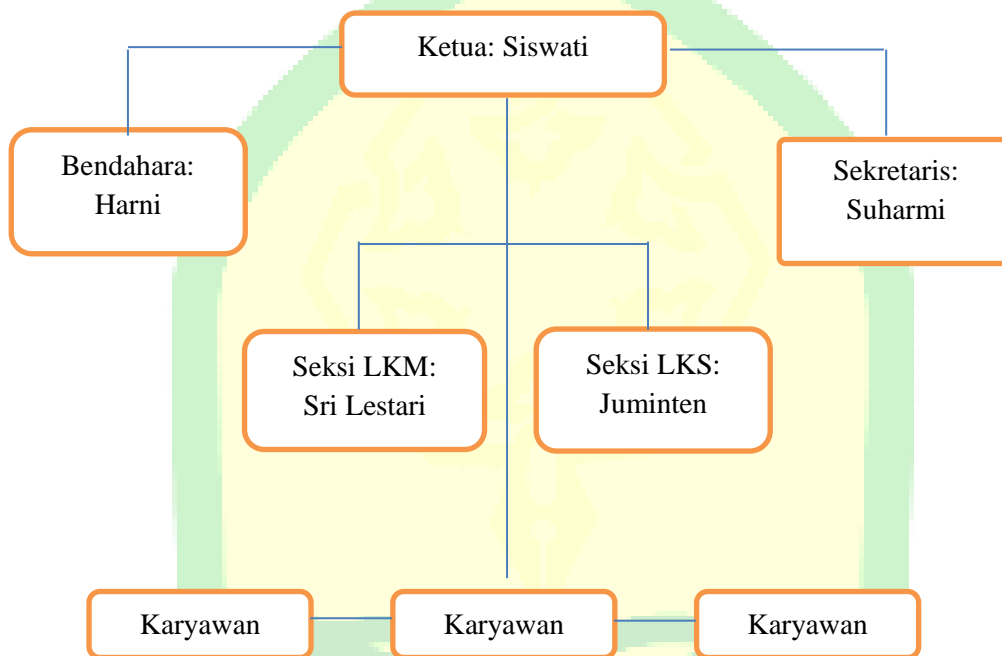 Ketua: Siswati
Bendahara:
Harni
Sekretaris:
Suharmi
Seksi LKM:
Sri Lestari
Seksi LKS:
Juminten
Karyawan
Karyawan
Karyawan